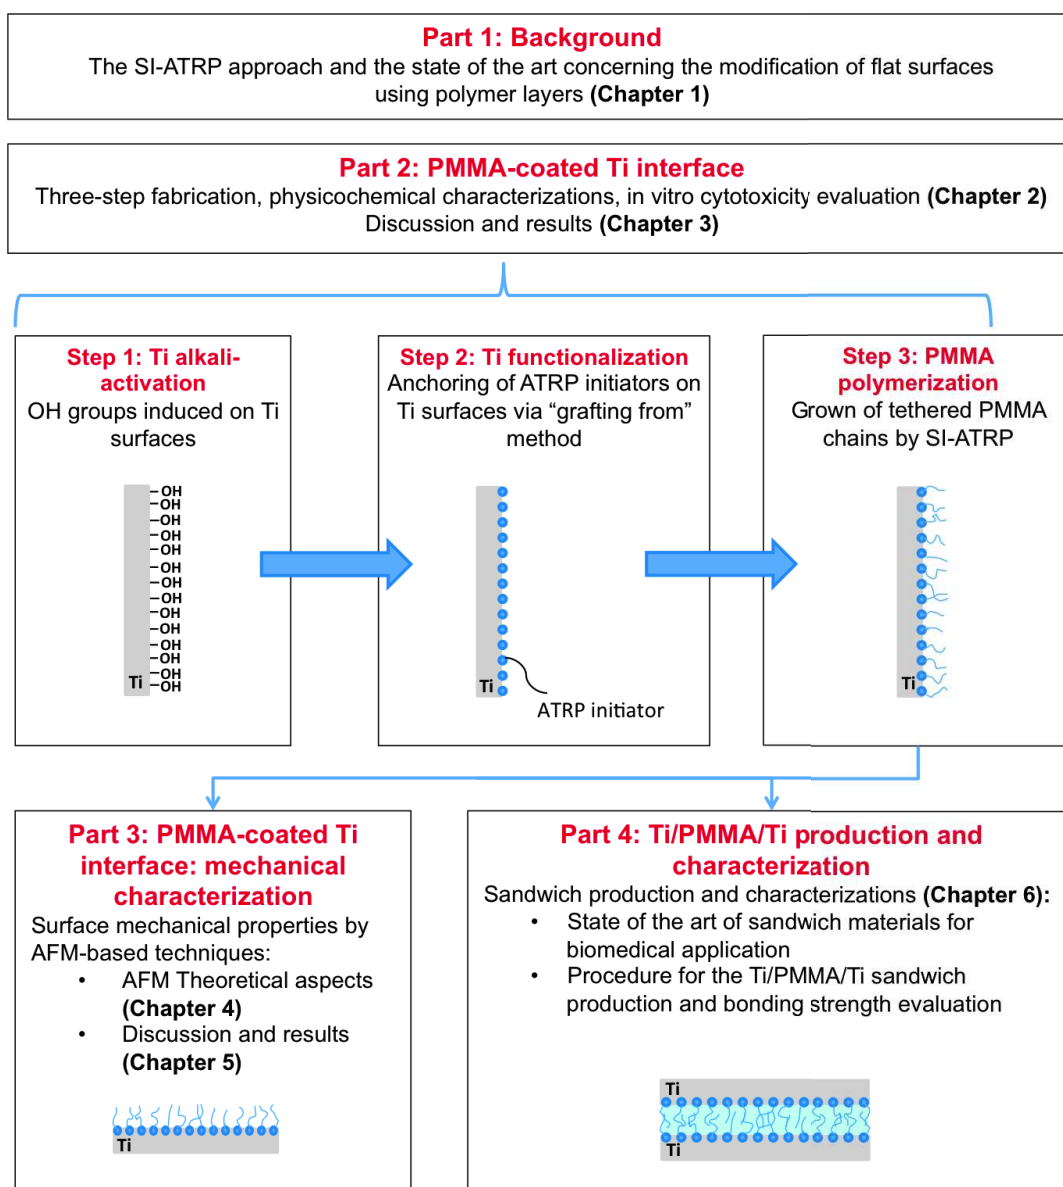 Part 1: Background
The SI-ATRP approach and the state of the art concerning the modification of flat surfaces
using polymer layers (Chapter 1)
Part 2: PMMA-coated Ti interface
Three-step fabrication, physicochemical characterizations, in vitro cytotoxicity evaluation (Chapter 2)
Discussion and results (Chapter 3)
Step 1: Ti alkali-
activation
OH groups induced on Ti
surfaces
OH
OH
OH
OH
OH
OH
OH
OH
OH
OH
OH
OH
OH
OH
Ti
Step 2: Ti functionalization
Anchoring of ATRP initiators on
Ti surfaces via “grafting from”
method
Ti
ATRP initiator
Step 3: PMMA
polymerization
Grown of tethered PMMA
chains by SI-ATRP
Ti
Part 3: PMMA-coated Ti
interface: mechanical
characterization
Surface mechanical properties by
AFM-based techniques:
• AFM Theoretical aspects
(Chapter 4)
• Discussion and results
(Chapter 5)
Ti
Part 4: Ti/PMMA/Ti production and
characterization
Sandwich production and characterizations (Chapter 6):
• State of the art of sandwich materials for
biomedical application
• Procedure for the Ti/PMMA/Ti sandwich
production and bonding strength evaluation
Ti
Ti